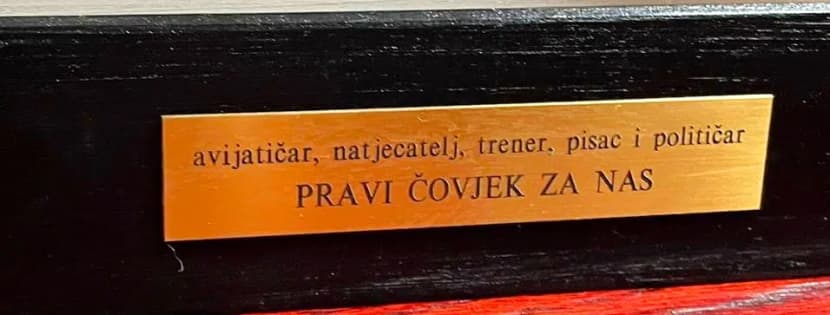 avijatičar, natjecatelj, trener, pisac i političar
PRAVI ČOVJEK ZA NAS